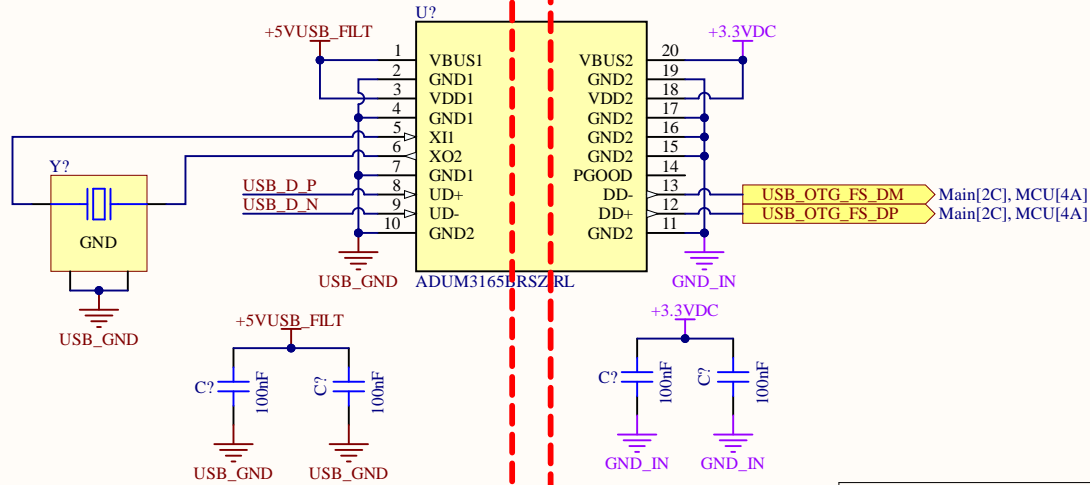 U?
+5VUSB_FILT
+3.3VDC
1 VBUS1 VBUS2 20
2 GND1 GND2 19
3 VDD1 VDD2 18
4 GND1 GND2 17
5 XI1 GND2 16
6 XO2 GND2 15
7 GND1 PGOOD 14
USB_D_P 8 UD+ DD- 13 USB_OTG_FS_DM Main[2C], MCU[4A]
USB_D_N 9 UD- DD+ 12 USB_OTG_FS_DP Main[2C], MCU[4A]
10 GND2 GND2 11
Y?
GND
USB_GND
USB_GND
ADUM3165BRSZ-RL
GND_IN
+5VUSB_FILT
C? 100nF
C? 100nF
USB_GND
USB_GND
+3.3VDC
C? 100nF
C? 100nF
GND_IN
GND_IN